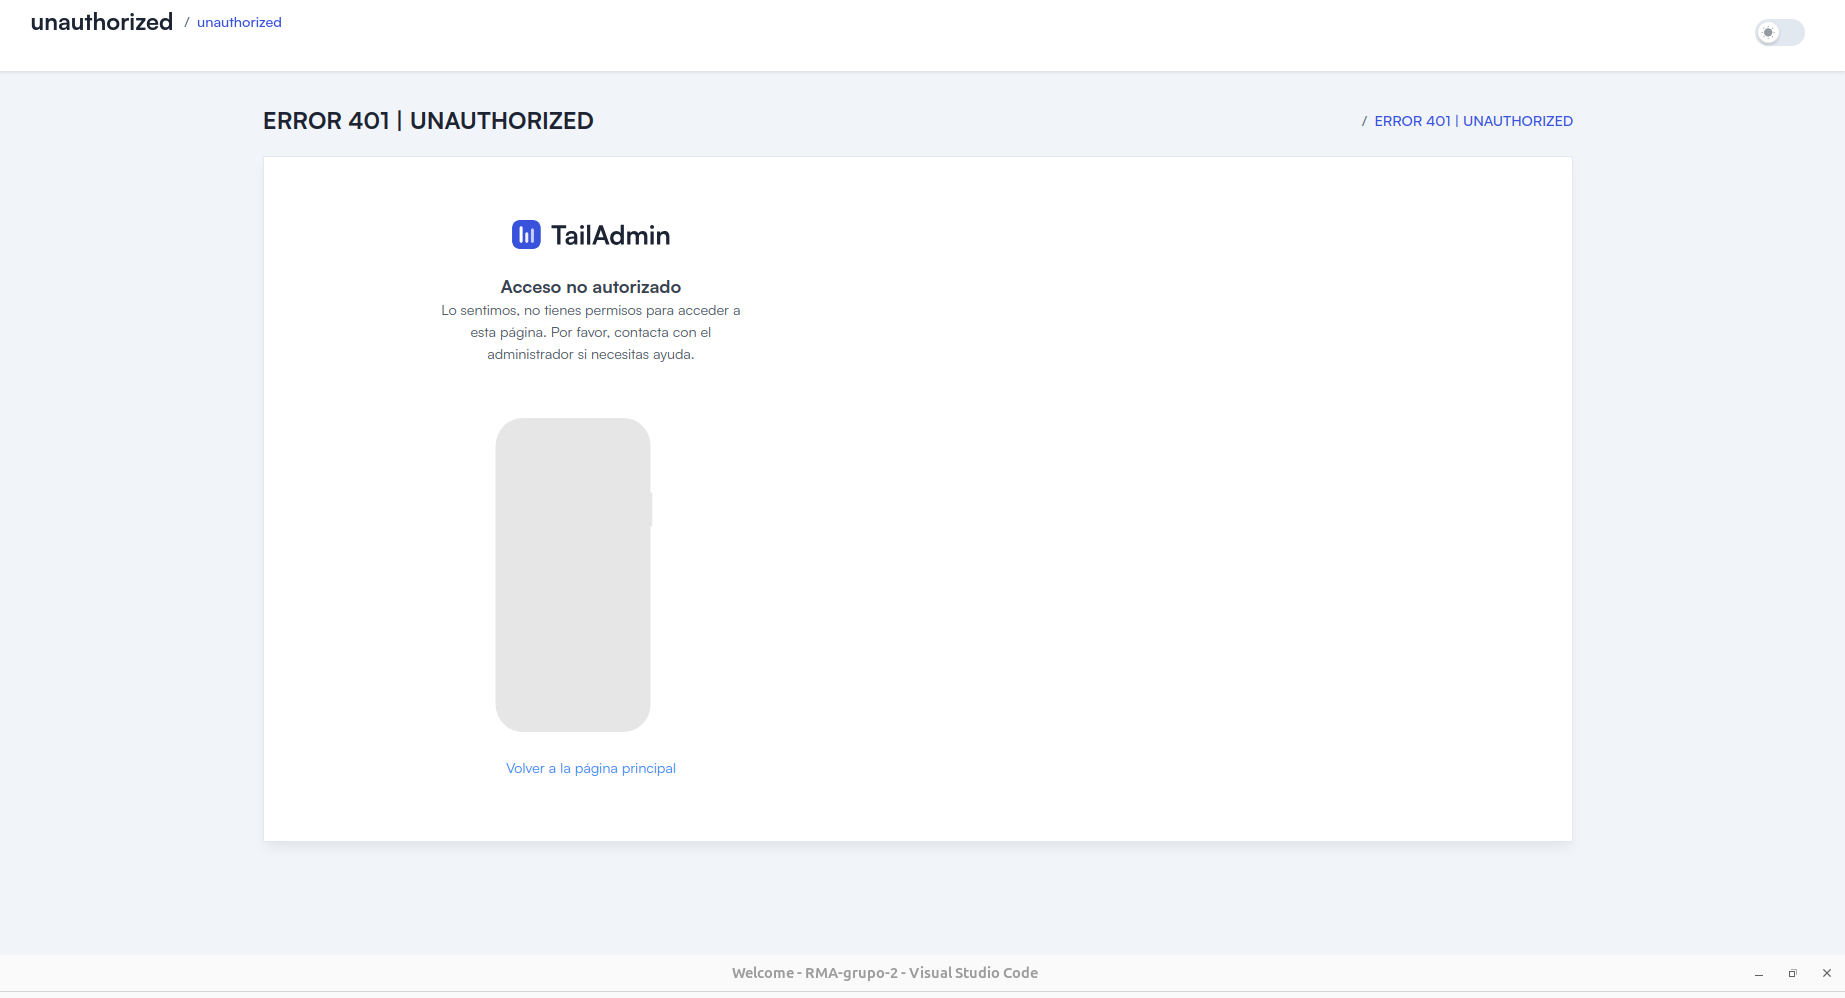 unauthorized / unauthorized
ERROR 401 | UNAUTHORIZED
/ ERROR 401 | UNAUTHORIZED
TailAdmin
Acceso no autorizado
Lo sentimos, no tienes permisos para acceder a
esta página. Por favor, contacta con el
administrador si necesitas ayuda.
Volver a la página principal
Welcome - RMA-grupo-2 - Visual Studio Code